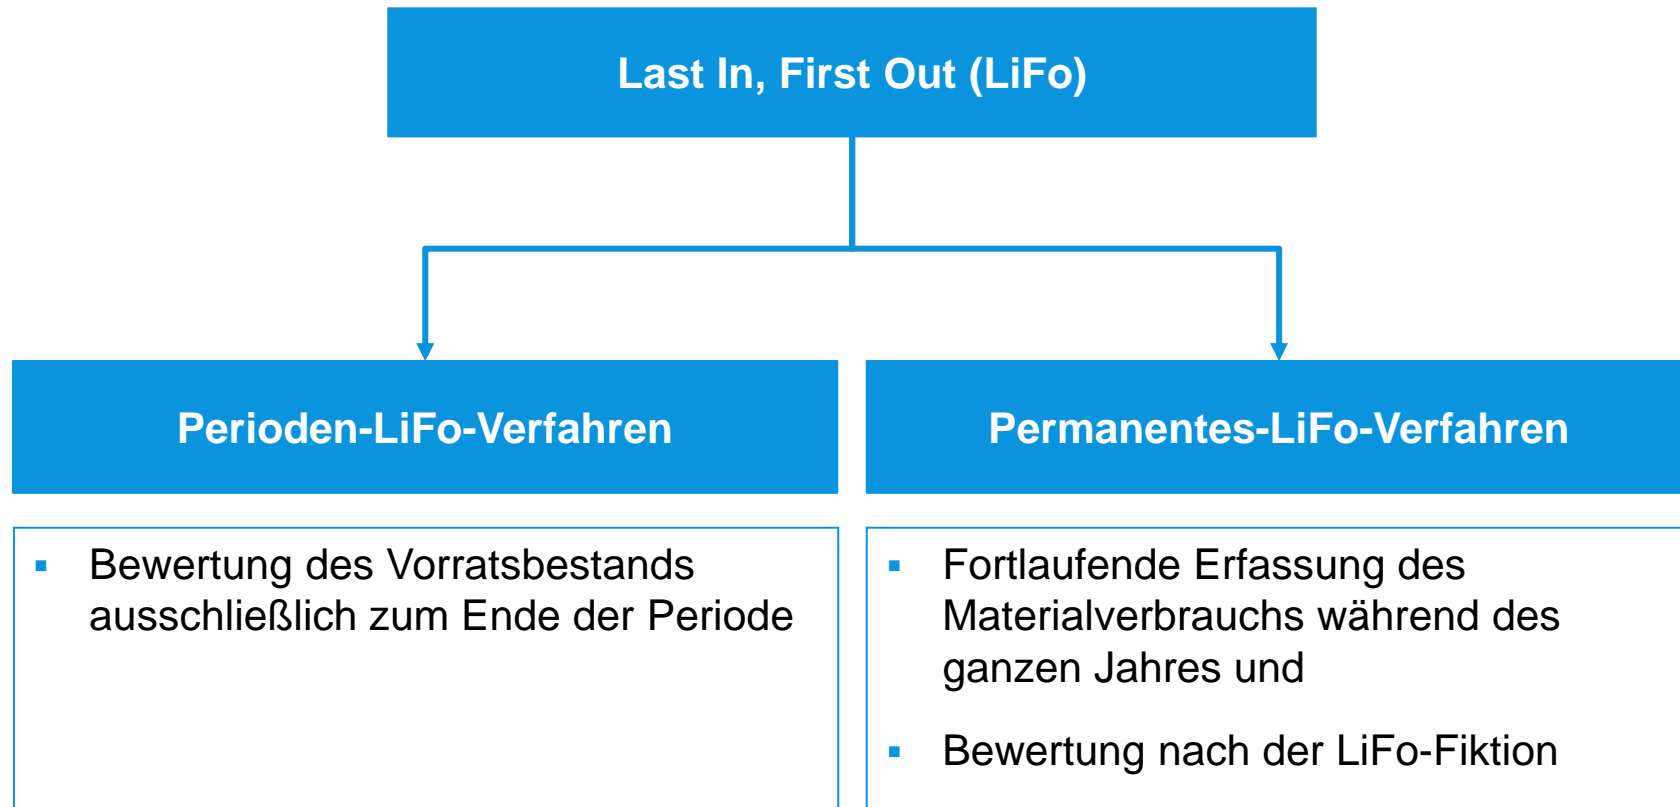 Last In, First Out (LiFo)
Perioden-LiFo-Verfahren
Permanentes-LiFo-Verfahren
▪ Bewertung des Vorratsbestands
ausschließlich zum Ende der Periode
▪ Fortlaufende Erfassung des
Materialverbrauchs während des
ganzen Jahres und
▪ Bewertung nach der LiFo-Fiktion